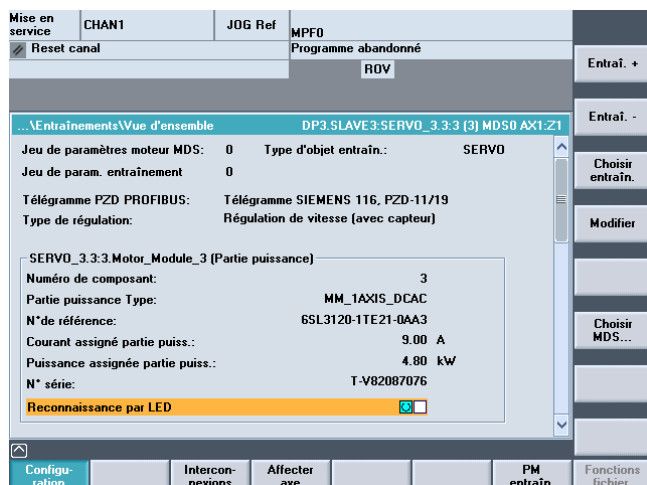 Mise en service
CHAN1
JOG Ref
MPF0
Reset canal
Programme abandonné
ROV
Entraî. +
...\Entraînements\Vue d'ensemble DP3.SLAVE3:SERVO_3.3:3 (3) MDS0 AX1:Z1
Entraî. -
Jeu de paramètres moteur MDS: 0 Type d'objet entraîn.: SERVO
Jeu de param. entraînement 0
Choisir entraîn.
Télégramme PZD PROFIBUS: Télégramme SIEMENS 116, PZD-11/19
Type de régulation: Régulation de vitesse (avec capteur)
Modifier
SERVO_3.3:3.Motor_Module_3 (Partie puissance)
Numéro de composant: 3
Partie puissance Type: MM_1AXIS_DCAC
N°de référence: 6SL3120-1TE21-0AA3
Choisir MDS...
Courant assigné partie puiss.: 9.00 A
Puissance assignée partie puiss.: 4.80 kW
N° série: T-V82087076
Reconnaissance par LED
Configu-
ration
Intercon-
nexions
Affecter
axe
PM
entraîn
Fonctions
fichier